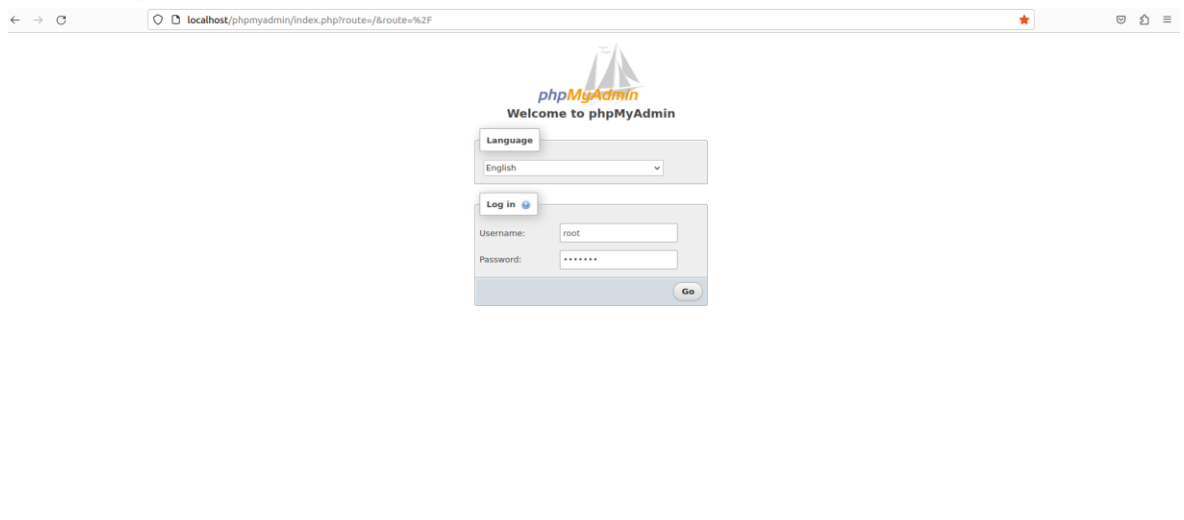 localhost/phpmyadmin/index.php?route=/&route=%2F
phpMyAdmin
Welcome to phpMyAdmin
Language
English
Log in
Username: root
Password: •••••••
Go